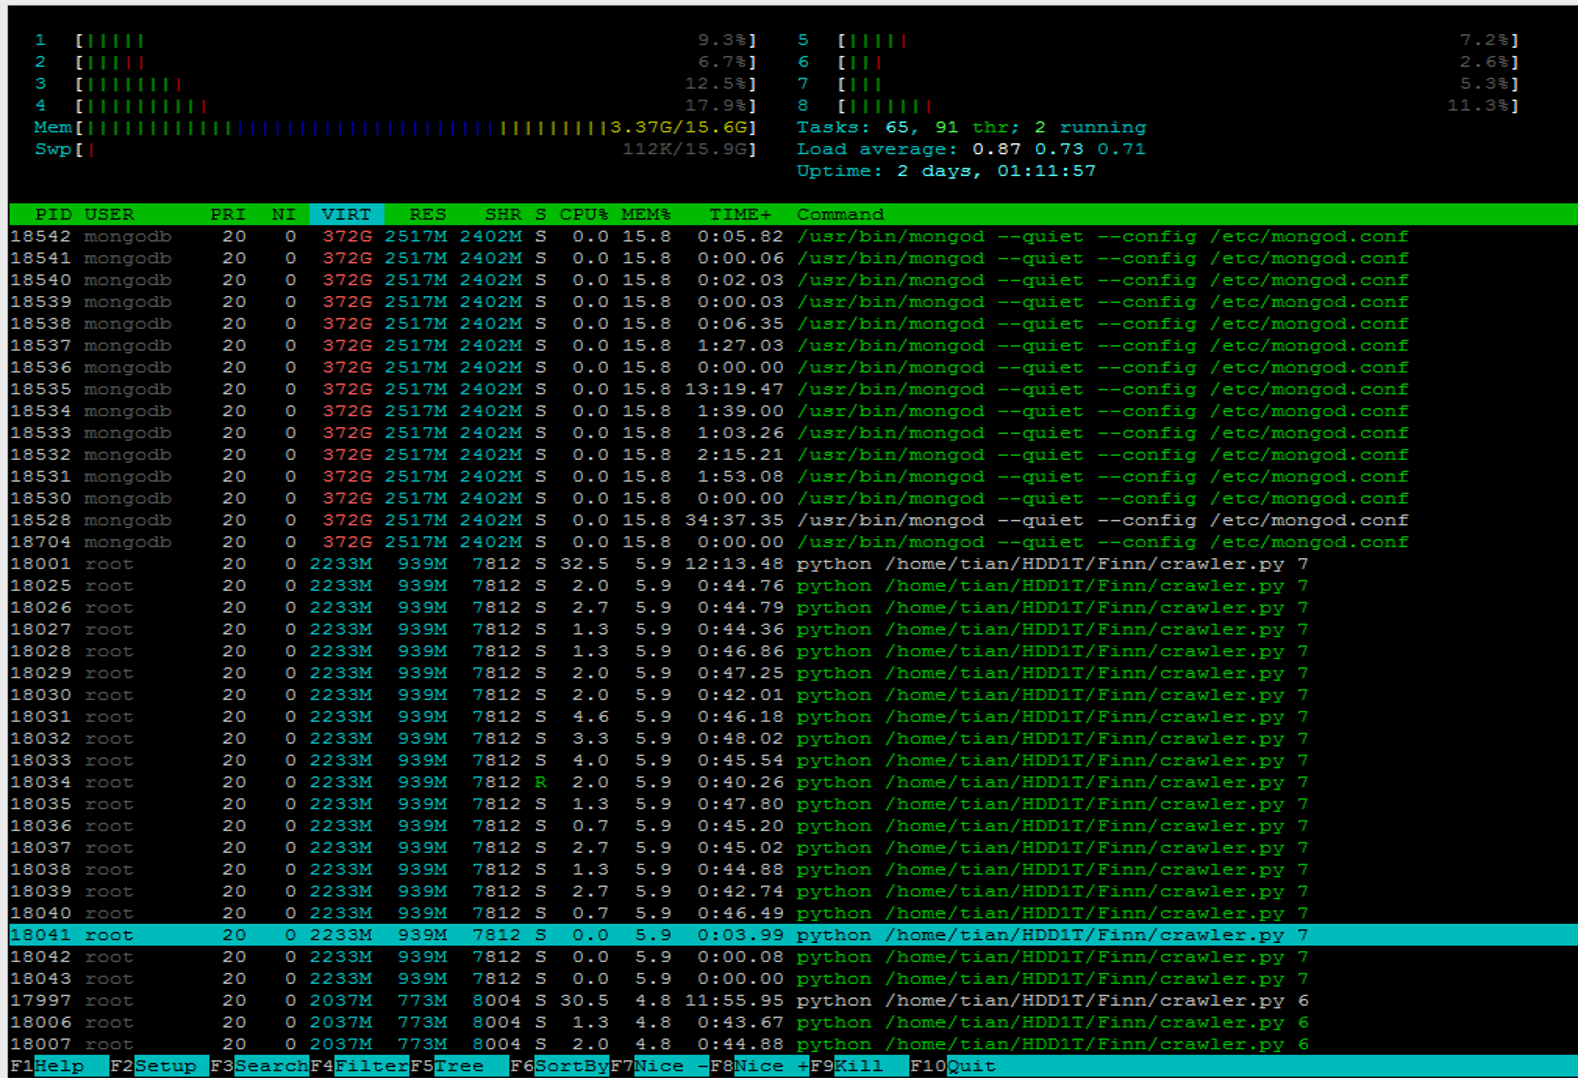 1 [||||| 9.3%] 5 [||||| 7.2%]
2 [||||| 6.7%] 6 [||| 2.6%]
3 [|||||||| 12.5%] 7 [||| 5.3%]
4 [|||||||||| 17.9%] 8 [||||||| 11.3%]
Mem[||||||||||||||||||||||||||||||||||||||||||3.37G/15.6G] Tasks: 65, 91 thr; 2 running
Swp[| 112K/15.9G] Load average: 0.87 0.73 0.71
Uptime: 2 days, 01:11:57
PID USER PRI NI VIRT RES SHR S CPU% MEM% TIME+ Command
18542 mongodb 20 0 372G 2517M 2402M S 0.0 15.8 0:05.82 /usr/bin/mongod --quiet --config /etc/mongod.conf
18541 mongodb 20 0 372G 2517M 2402M S 0.0 15.8 0:00.06 /usr/bin/mongod --quiet --config /etc/mongod.conf
18540 mongodb 20 0 372G 2517M 2402M S 0.0 15.8 0:02.03 /usr/bin/mongod --quiet --config /etc/mongod.conf
18539 mongodb 20 0 372G 2517M 2402M S 0.0 15.8 0:00.03 /usr/bin/mongod --quiet --config /etc/mongod.conf
18538 mongodb 20 0 372G 2517M 2402M S 0.0 15.8 0:06.35 /usr/bin/mongod --quiet --config /etc/mongod.conf
18537 mongodb 20 0 372G 2517M 2402M S 0.0 15.8 1:27.03 /usr/bin/mongod --quiet --config /etc/mongod.conf
18536 mongodb 20 0 372G 2517M 2402M S 0.0 15.8 0:00.00 /usr/bin/mongod --quiet --config /etc/mongod.conf
18535 mongodb 20 0 372G 2517M 2402M S 0.0 15.8 13:19.47 /usr/bin/mongod --quiet --config /etc/mongod.conf
18534 mongodb 20 0 372G 2517M 2402M S 0.0 15.8 1:39.00 /usr/bin/mongod --quiet --config /etc/mongod.conf
18533 mongodb 20 0 372G 2517M 2402M S 0.0 15.8 1:03.26 /usr/bin/mongod --quiet --config /etc/mongod.conf
18532 mongodb 20 0 372G 2517M 2402M S 0.0 15.8 2:15.21 /usr/bin/mongod --quiet --config /etc/mongod.conf
18531 mongodb 20 0 372G 2517M 2402M S 0.0 15.8 1:53.08 /usr/bin/mongod --quiet --config /etc/mongod.conf
18530 mongodb 20 0 372G 2517M 2402M S 0.0 15.8 0:00.00 /usr/bin/mongod --quiet --config /etc/mongod.conf
18528 mongodb 20 0 372G 2517M 2402M S 0.0 15.8 34:37.35 /usr/bin/mongod --quiet --config /etc/mongod.conf
18704 mongodb 20 0 372G 2517M 2402M S 0.0 15.8 0:00.00 /usr/bin/mongod --quiet --config /etc/mongod.conf
18001 root 20 0 2233M 939M 7812 S 32.5 5.9 12:13.48 python /home/tian/HDD1T/Finn/crawler.py 7
18025 root 20 0 2233M 939M 7812 S 2.0 5.9 0:44.76 python /home/tian/HDD1T/Finn/crawler.py 7
18026 root 20 0 2233M 939M 7812 S 2.7 5.9 0:44.79 python /home/tian/HDD1T/Finn/crawler.py 7
18027 root 20 0 2233M 939M 7812 S 1.3 5.9 0:44.36 python /home/tian/HDD1T/Finn/crawler.py 7
18028 root 20 0 2233M 939M 7812 S 1.3 5.9 0:46.86 python /home/tian/HDD1T/Finn/crawler.py 7
18029 root 20 0 2233M 939M 7812 S 2.0 5.9 0:47.25 python /home/tian/HDD1T/Finn/crawler.py 7
18030 root 20 0 2233M 939M 7812 S 2.0 5.9 0:42.01 python /home/tian/HDD1T/Finn/crawler.py 7
18031 root 20 0 2233M 939M 7812 S 4.6 5.9 0:46.18 python /home/tian/HDD1T/Finn/crawler.py 7
18032 root 20 0 2233M 939M 7812 S 3.3 5.9 0:48.02 python /home/tian/HDD1T/Finn/crawler.py 7
18033 root 20 0 2233M 939M 7812 S 4.0 5.9 0:45.54 python /home/tian/HDD1T/Finn/crawler.py 7
18034 root 20 0 2233M 939M 7812 R 2.0 5.9 0:40.26 python /home/tian/HDD1T/Finn/crawler.py 7
18035 root 20 0 2233M 939M 7812 S 1.3 5.9 0:47.80 python /home/tian/HDD1T/Finn/crawler.py 7
18036 root 20 0 2233M 939M 7812 S 0.7 5.9 0:45.20 python /home/tian/HDD1T/Finn/crawler.py 7
18037 root 20 0 2233M 939M 7812 S 2.7 5.9 0:45.02 python /home/tian/HDD1T/Finn/crawler.py 7
18038 root 20 0 2233M 939M 7812 S 1.3 5.9 0:44.88 python /home/tian/HDD1T/Finn/crawler.py 7
18039 root 20 0 2233M 939M 7812 S 2.7 5.9 0:42.74 python /home/tian/HDD1T/Finn/crawler.py 7
18040 root 20 0 2233M 939M 7812 S 0.7 5.9 0:46.49 python /home/tian/HDD1T/Finn/crawler.py 7
18041 root 20 0 2233M 939M 7812 S 0.0 5.9 0:03.99 python /home/tian/HDD1T/Finn/crawler.py 7
18042 root 20 0 2233M 939M 7812 S 0.0 5.9 0:00.08 python /home/tian/HDD1T/Finn/crawler.py 7
18043 root 20 0 2233M 939M 7812 S 0.0 5.9 0:00.00 python /home/tian/HDD1T/Finn/crawler.py 7
17997 root 20 0 2037M 773M 8004 S 30.5 4.8 11:55.95 python /home/tian/HDD1T/Finn/crawler.py 6
18006 root 20 0 2037M 773M 8004 S 1.3 4.8 0:43.67 python /home/tian/HDD1T/Finn/crawler.py 6
18007 root 20 0 2037M 773M 8004 S 2.0 4.8 0:44.88 python /home/tian/HDD1T/Finn/crawler.py 6
F1Help F2Setup F3SearchF4FilterF5Tree F6SortByF7Nice -F8Nice +F9Kill F10Quit